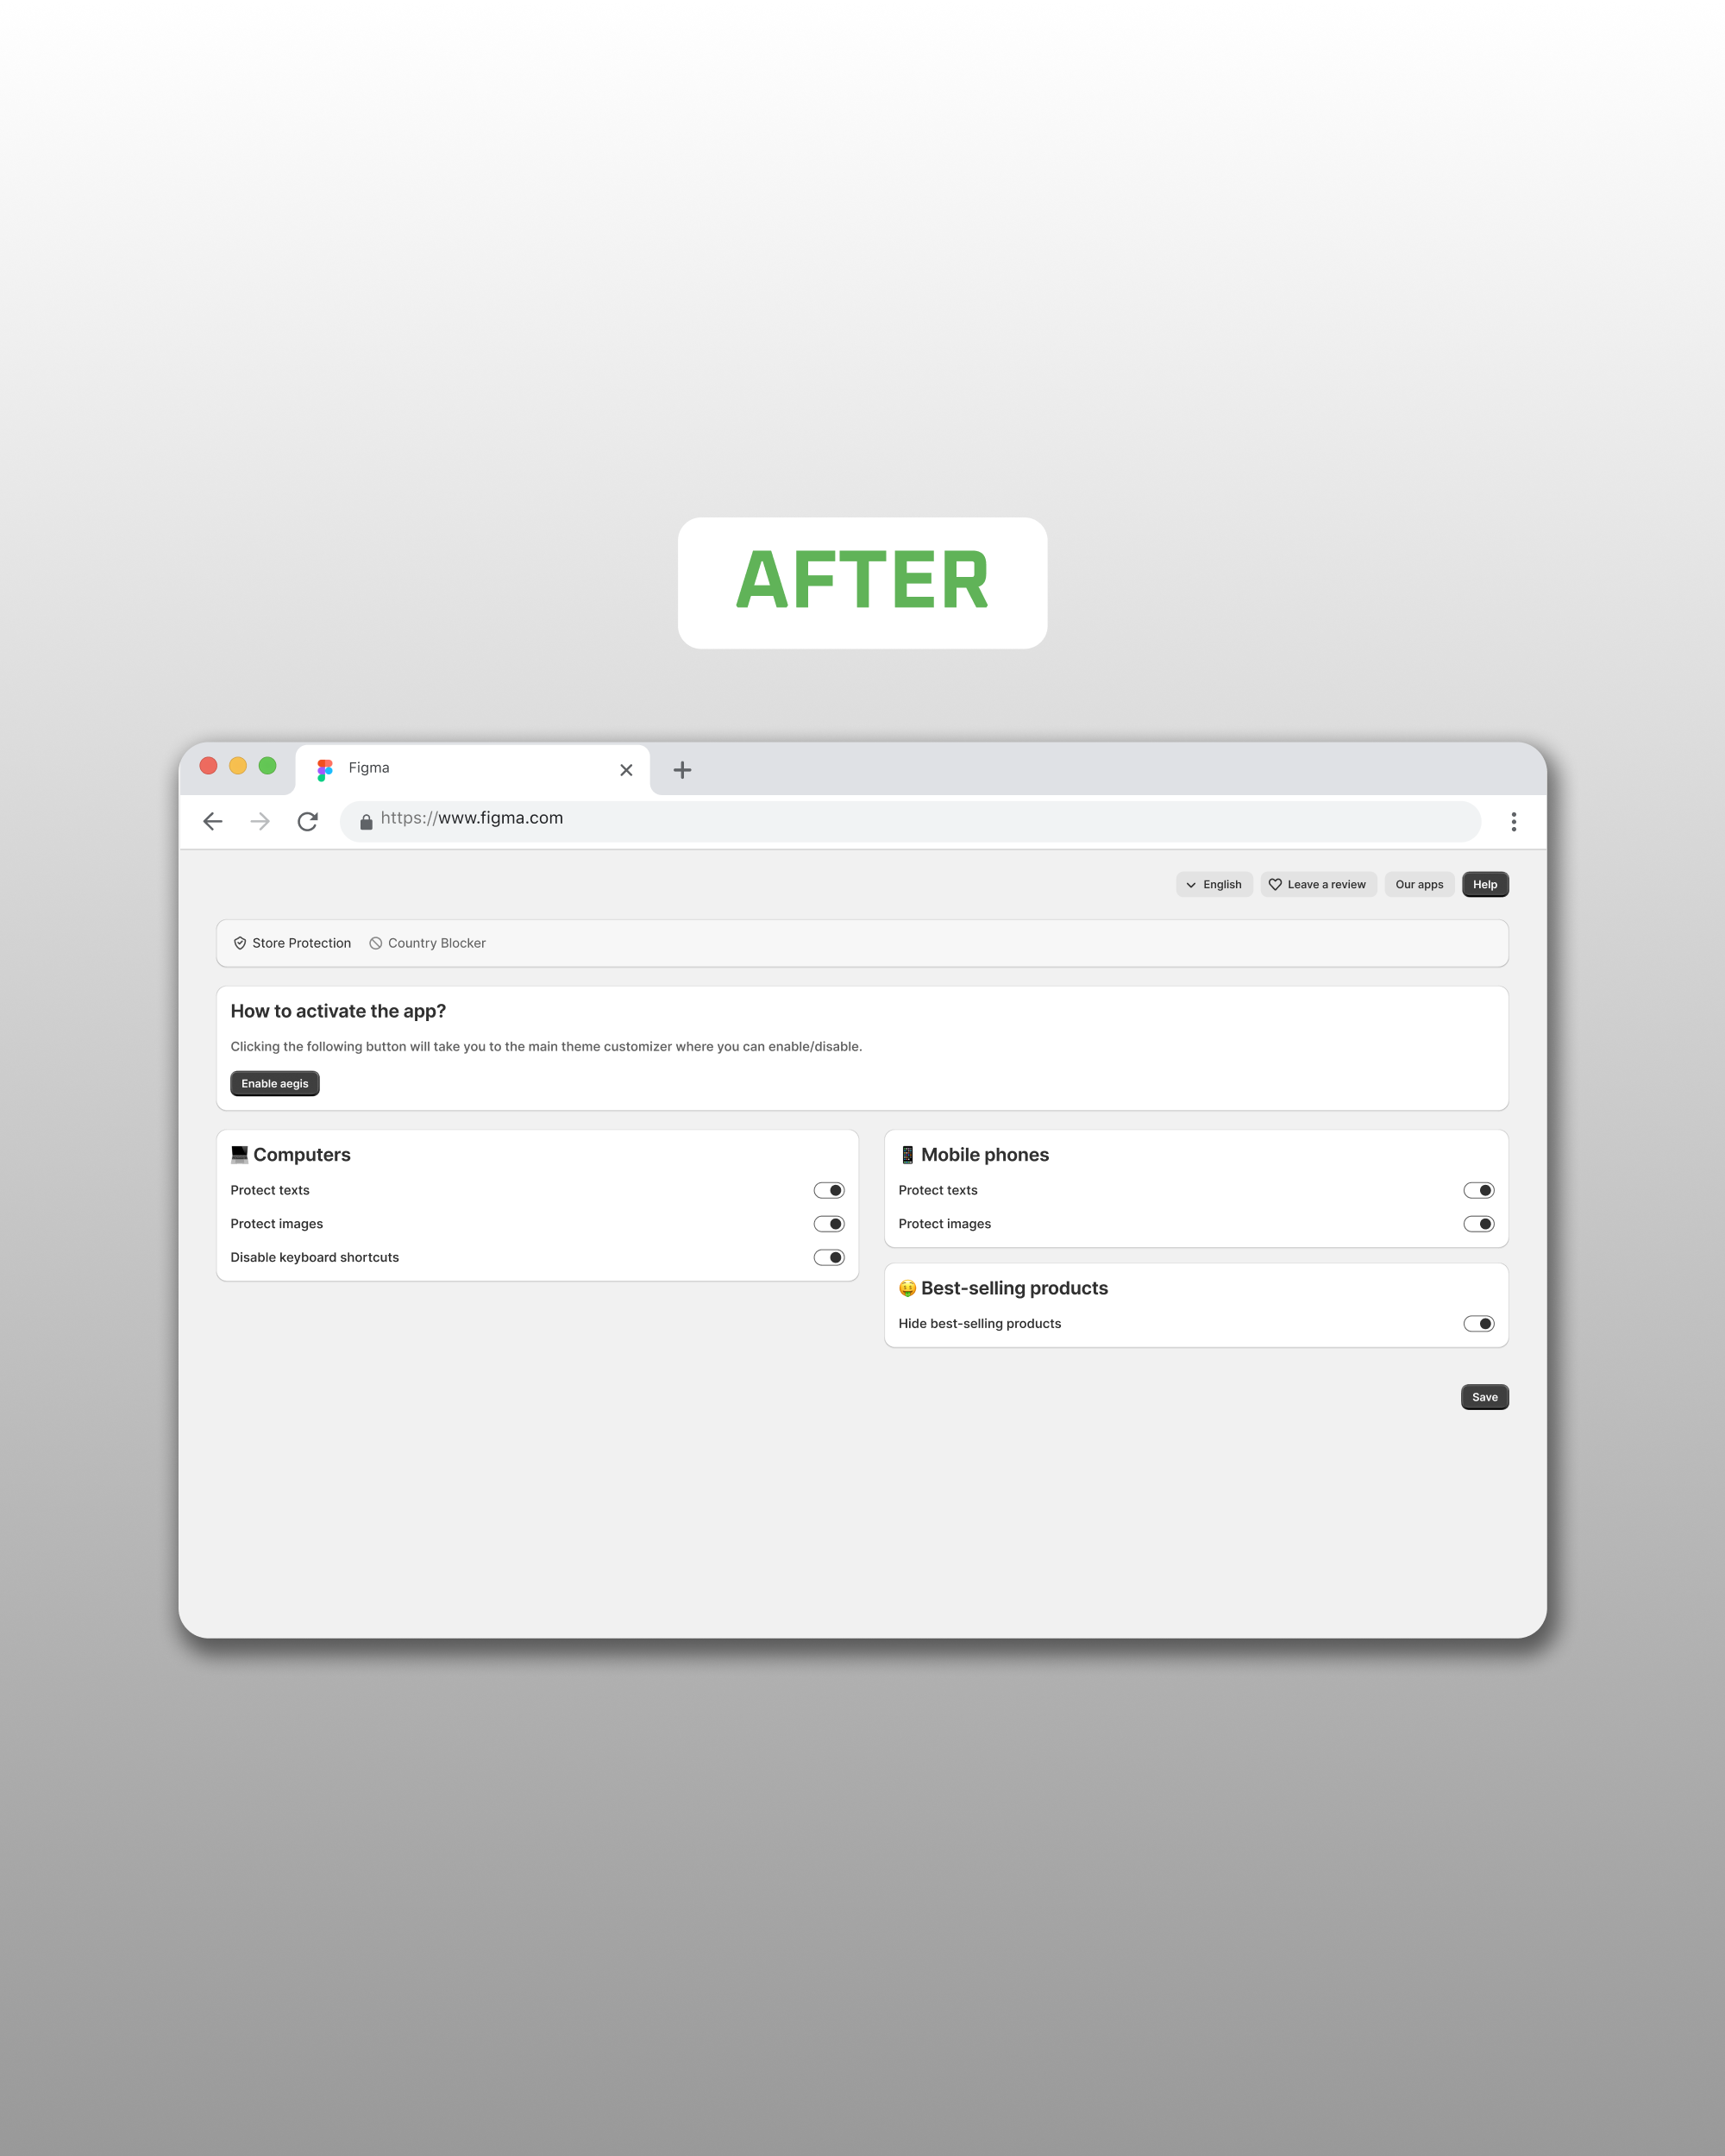 AFTER
Figma
https://www.figma.com
English Leave a review Our apps Help
Store Protection Country Blocker
How to activate the app?
Clicking the following button will take you to the main theme customizer where you can enable/disable.
Enable aegis
💻 Computers
Protect texts
Protect images
Disable keyboard shortcuts
📱 Mobile phones
Protect texts
Protect images
🤑 Best-selling products
Hide best-selling products
Save